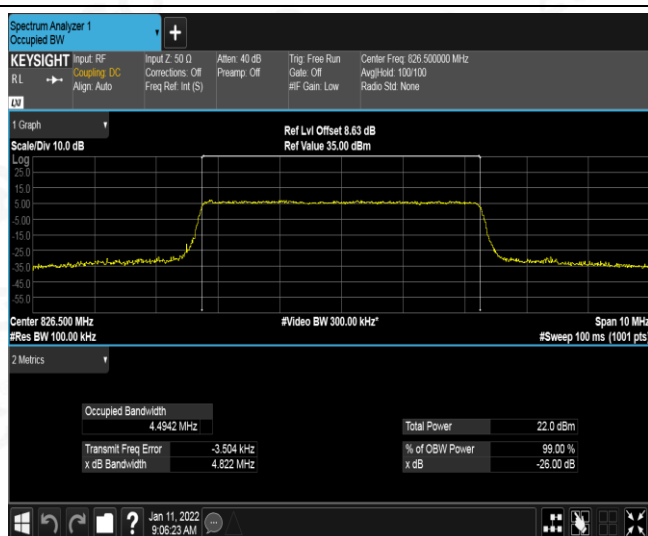 Spectrum Analyzer 1
Occupied BW
+
KEYSIGHT
RL
LXI
Input: RF
Coupling: DC
Align: Auto
Input Z: 50 Ω
Corrections: Off
Freq Ref: Int (S)
Atten: 40 dB
Preamp: Off
Trig: Free Run
Gate: Off
#IF Gain: Low
Center Freq: 826.500000 MHz
Avg|Hold: 100/100
Radio Std: None
1 Graph
Scale/Div 10.0 dB
Ref Lvl Offset 8.63 dB
Ref Value 35.00 dBm
Log
25.0
15.0
5.00
-5.00
-15.0
-25.0
-35.0
-45.0
-55.0
Center 826.500 MHz
#Res BW 100.00 kHz
#Video BW 300.00 kHz*
Span 10 MHz
#Sweep 100 ms (1001 pts)
2 Metrics
Occupied Bandwidth
4.4942 MHz
Transmit Freq Error -3.504 kHz
x dB Bandwidth 4.822 MHz
Total Power 22.0 dBm
% of OBW Power 99.00 %
x dB -26.00 dB
?
Jan 11, 2022
9:06:23 AM